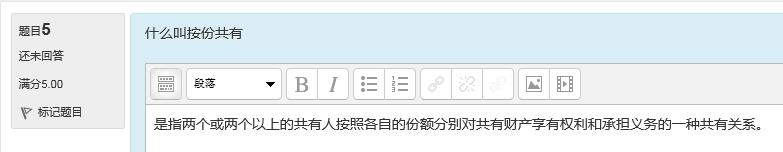 题目5
还未回答
满分5.00
标记题目
什么叫按份共有
段落
B I
是指两个或两个以上的共有人按照各自的份额分别对共有财产享有权利和承担义务的一种共有关系。